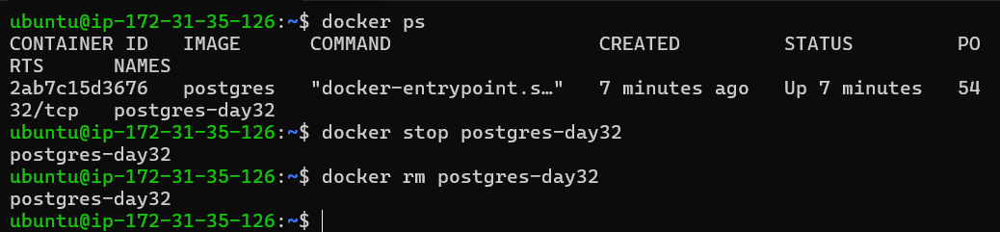 ubuntu@ip-172-31-35-126:~$ docker ps
CONTAINER ID   IMAGE      COMMAND                  CREATED         STATUS         PO
RTS      NAMES
2ab7c15d3676   postgres   "docker-entrypoint.s…"   7 minutes ago   Up 7 minutes   54
32/tcp   postgres-day32
ubuntu@ip-172-31-35-126:~$ docker stop postgres-day32
postgres-day32
ubuntu@ip-172-31-35-126:~$ docker rm postgres-day32
postgres-day32
ubuntu@ip-172-31-35-126:~$